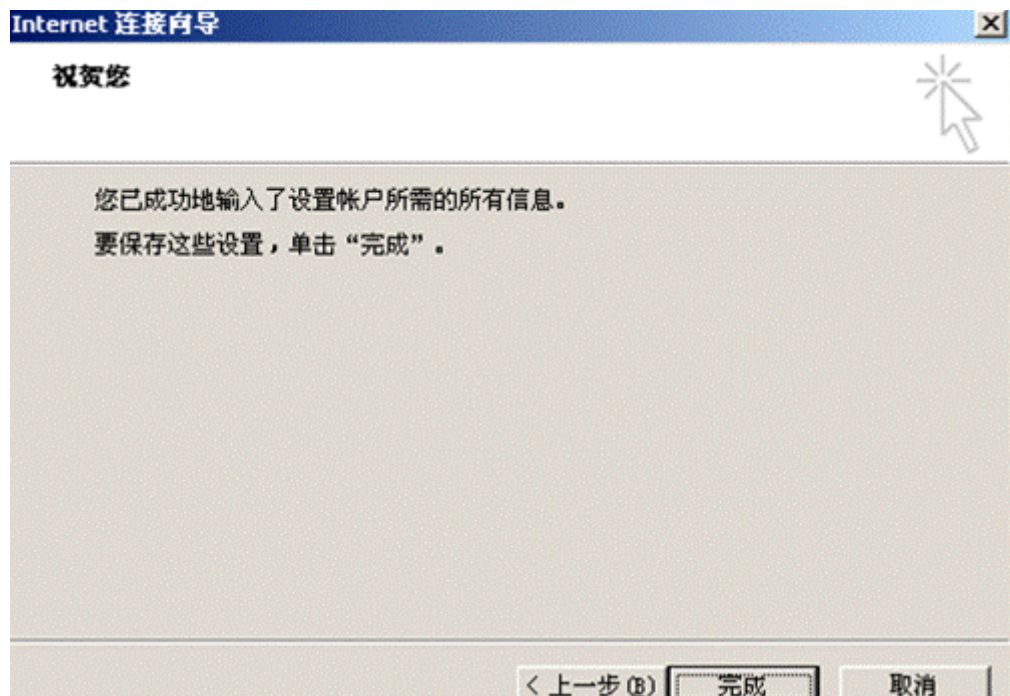 Internet 连接向导
祝贺您
您已成功地输入了设置帐户所需的所有信息。
要保存这些设置，单击“完成”。
< 上一步(B)
完成
取消